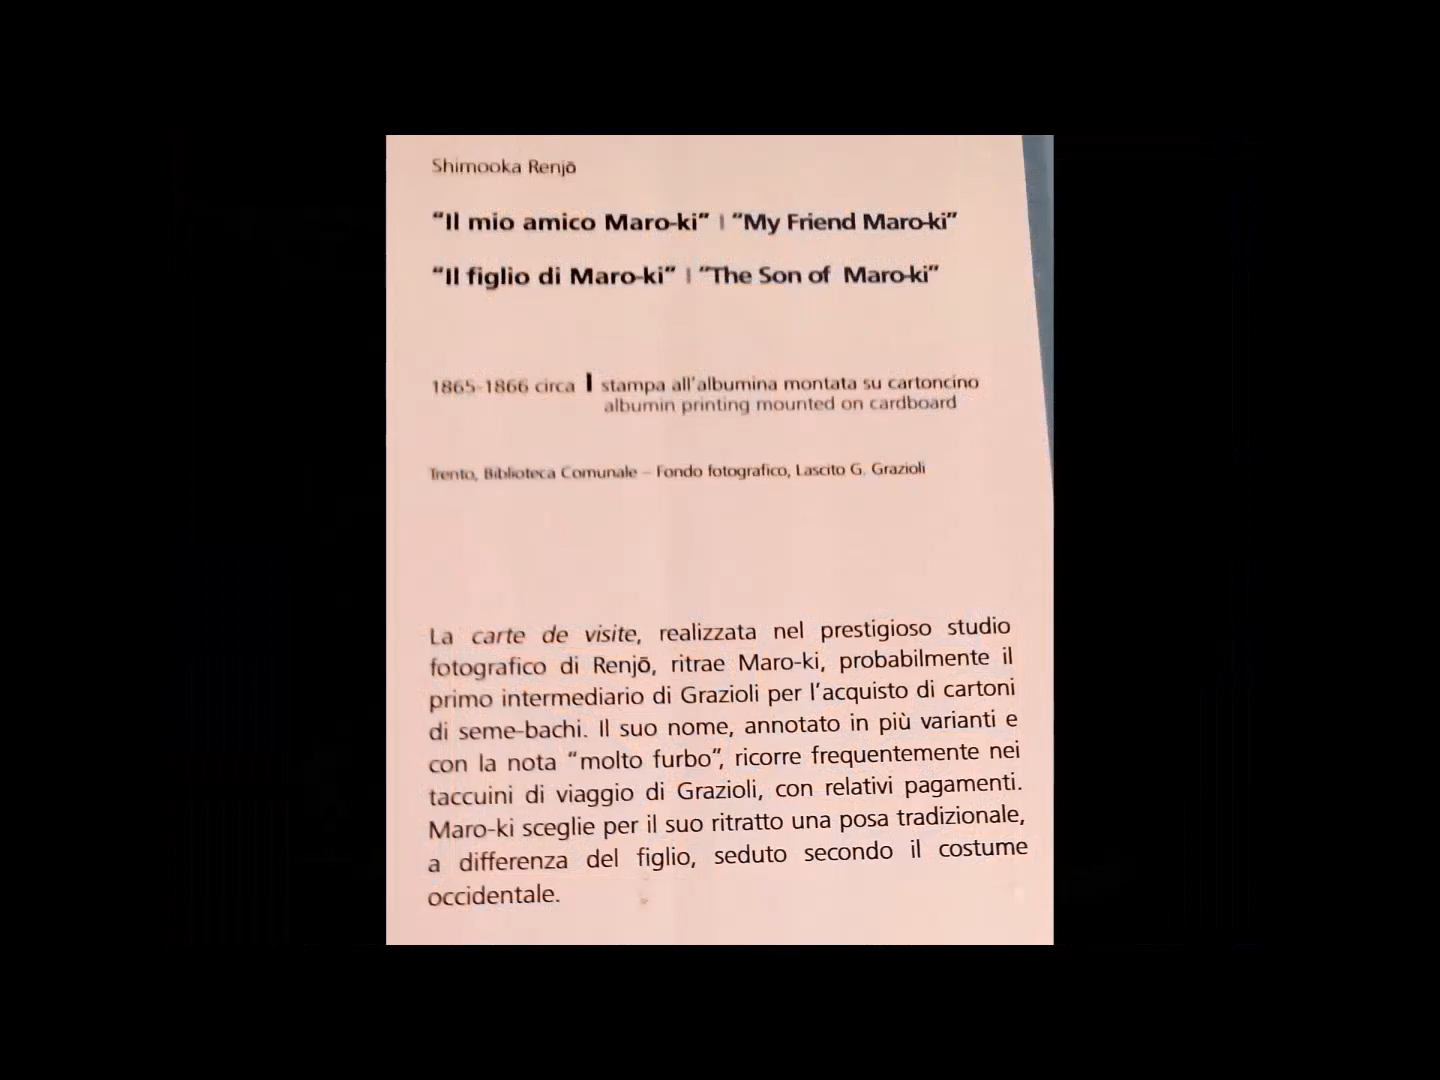 Shimooka Renjō
“Il mio amico Maro-ki” | “My Friend Maro-ki”
“Il figlio di Maro-ki” | “The Son of Maro-ki”
1865-1866 circa | stampa all’albumina montata su cartoncino
albumin printing mounted on cardboard
Trento, Biblioteca Comunale – Fondo fotografico, Lascito G. Grazioli
La carte de visite, realizzata nel prestigioso studio
fotografico di Renjō, ritrae Maro-ki, probabilmente il
primo intermediario di Grazioli per l’acquisto di cartoni
di seme-bachi. Il suo nome, annotato in più varianti e
con la nota “molto furbo”, ricorre frequentemente nei
taccuini di viaggio di Grazioli, con relativi pagamenti.
Maro-ki sceglie per il suo ritratto una posa tradizionale,
a differenza del figlio, seduto secondo il costume
occidentale.